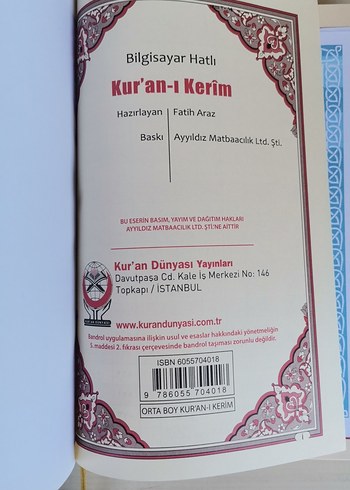 Bilgisayar Hatlı
Kur'an-ı Kerîm
Hazırlayan Fatih Araz
Baskı Ayyıldız Matbaacılık Ltd. Şti.
BU ESERİN BASIM, YAYIM VE DAĞITIM HAKLARI
AYYILDIZ MATBAACILIK LTD. ŞTİ.'NE AİTTİR
Kur'an Dünyası Yayınları
Davutpaşa Cd. Kale İş Merkezi No: 146
Topkapı / İSTANBUL
www.kurandunyasi.com.tr
Bandrol uygulamasına ilişkin usul ve esaslar hakkındaki yönetmeliğin
5. maddesi 2. fıkrası çerçevesinde bandrol taşıması zorunlu değildir.
ISBN 6055704018
9 786055 704018
ORTA BOY KUR'AN-I KERİM
1